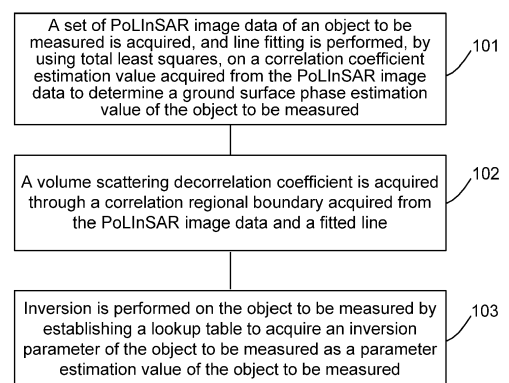 A set of PoLInSAR image data of an object to be
measured is acquired, and line fitting is performed, by
using total least squares, on a correlation coefficient
estimation value acquired from the PoLInSAR image
data to determine a ground surface phase estimation
value of the object to be measured
101
A volume scattering decorrelation coefficient is acquired
through a correlation regional boundary acquired from
the PoLInSAR image data and a fitted line
102
Inversion is performed on the object to be measured by
establishing a lookup table to acquire an inversion
parameter of the object to be measured as a parameter
estimation value of the object to be measured
103